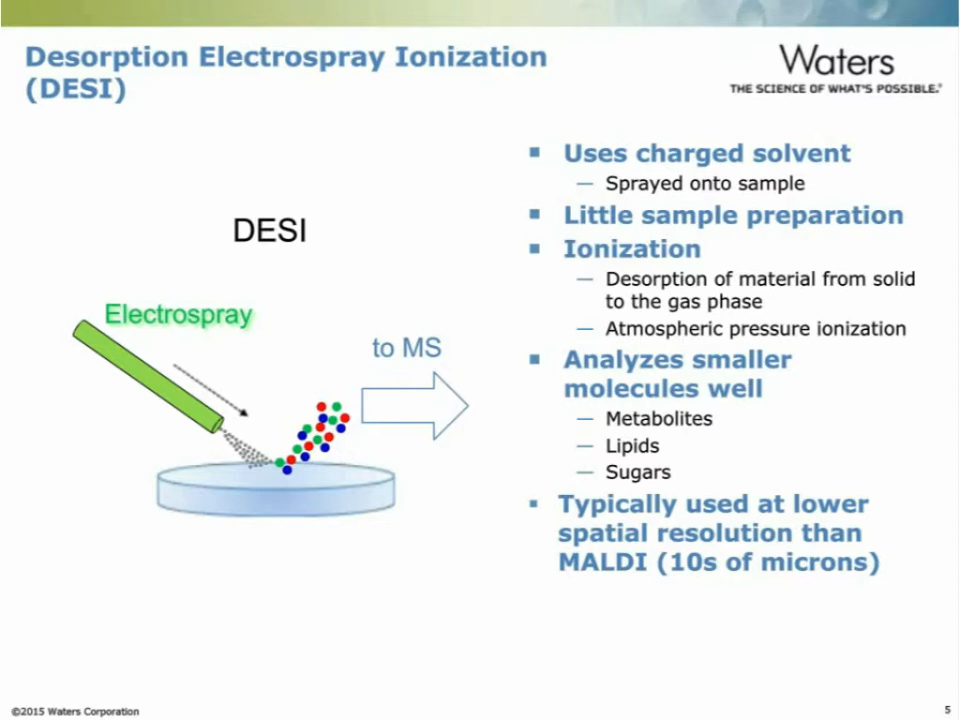 Desorption Electrospray Ionization
(DESI)
Waters
THE SCIENCE OF WHAT'S POSSIBLE.®
DESI
Electrospray
to MS
■ Uses charged solvent
— Sprayed onto sample
■ Little sample preparation
■ Ionization
— Desorption of material from solid
to the gas phase
— Atmospheric pressure ionization
■ Analyzes smaller
molecules well
— Metabolites
— Lipids
— Sugars
▪ Typically used at lower
spatial resolution than
MALDI (10s of microns)
©2015 Waters Corporation
5